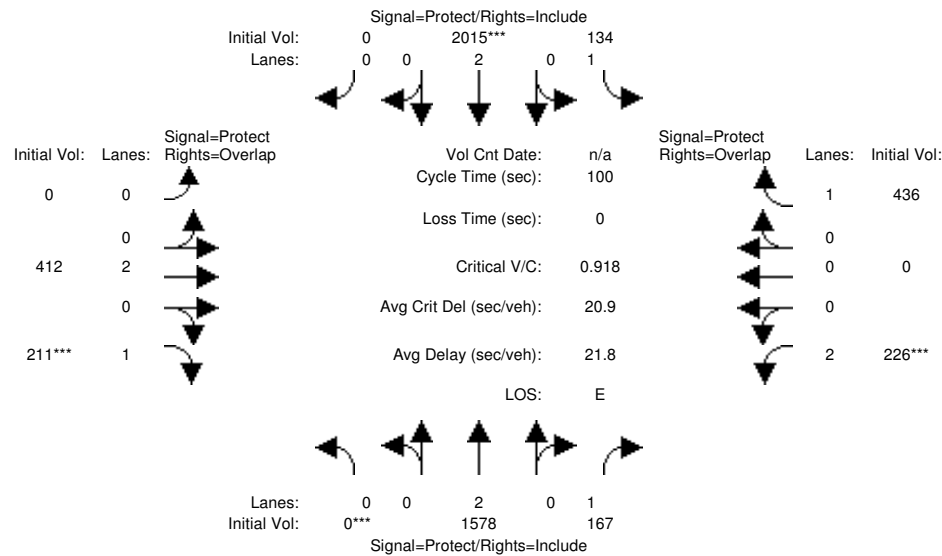 Signal=Protect/Rights=Include
Initial Vol: 0 2015*** 134
Lanes: 0 0 2 0 1
Signal=Protect Signal=Protect
Initial Vol: Lanes: Rights=Overlap Vol Cnt Date: n/a Rights=Overlap Lanes: Initial Vol:
Cycle Time (sec): 100
0 0 1 436
Loss Time (sec): 0
0 0
412 2 Critical V/C: 0.918 0 0
0 Avg Crit Del (sec/veh): 20.9 0
211*** 1 Avg Delay (sec/veh): 21.8 2 226***
LOS: E
Lanes: 0 0 2 0 1
Initial Vol: 0*** 1578 167
Signal=Protect/Rights=Include